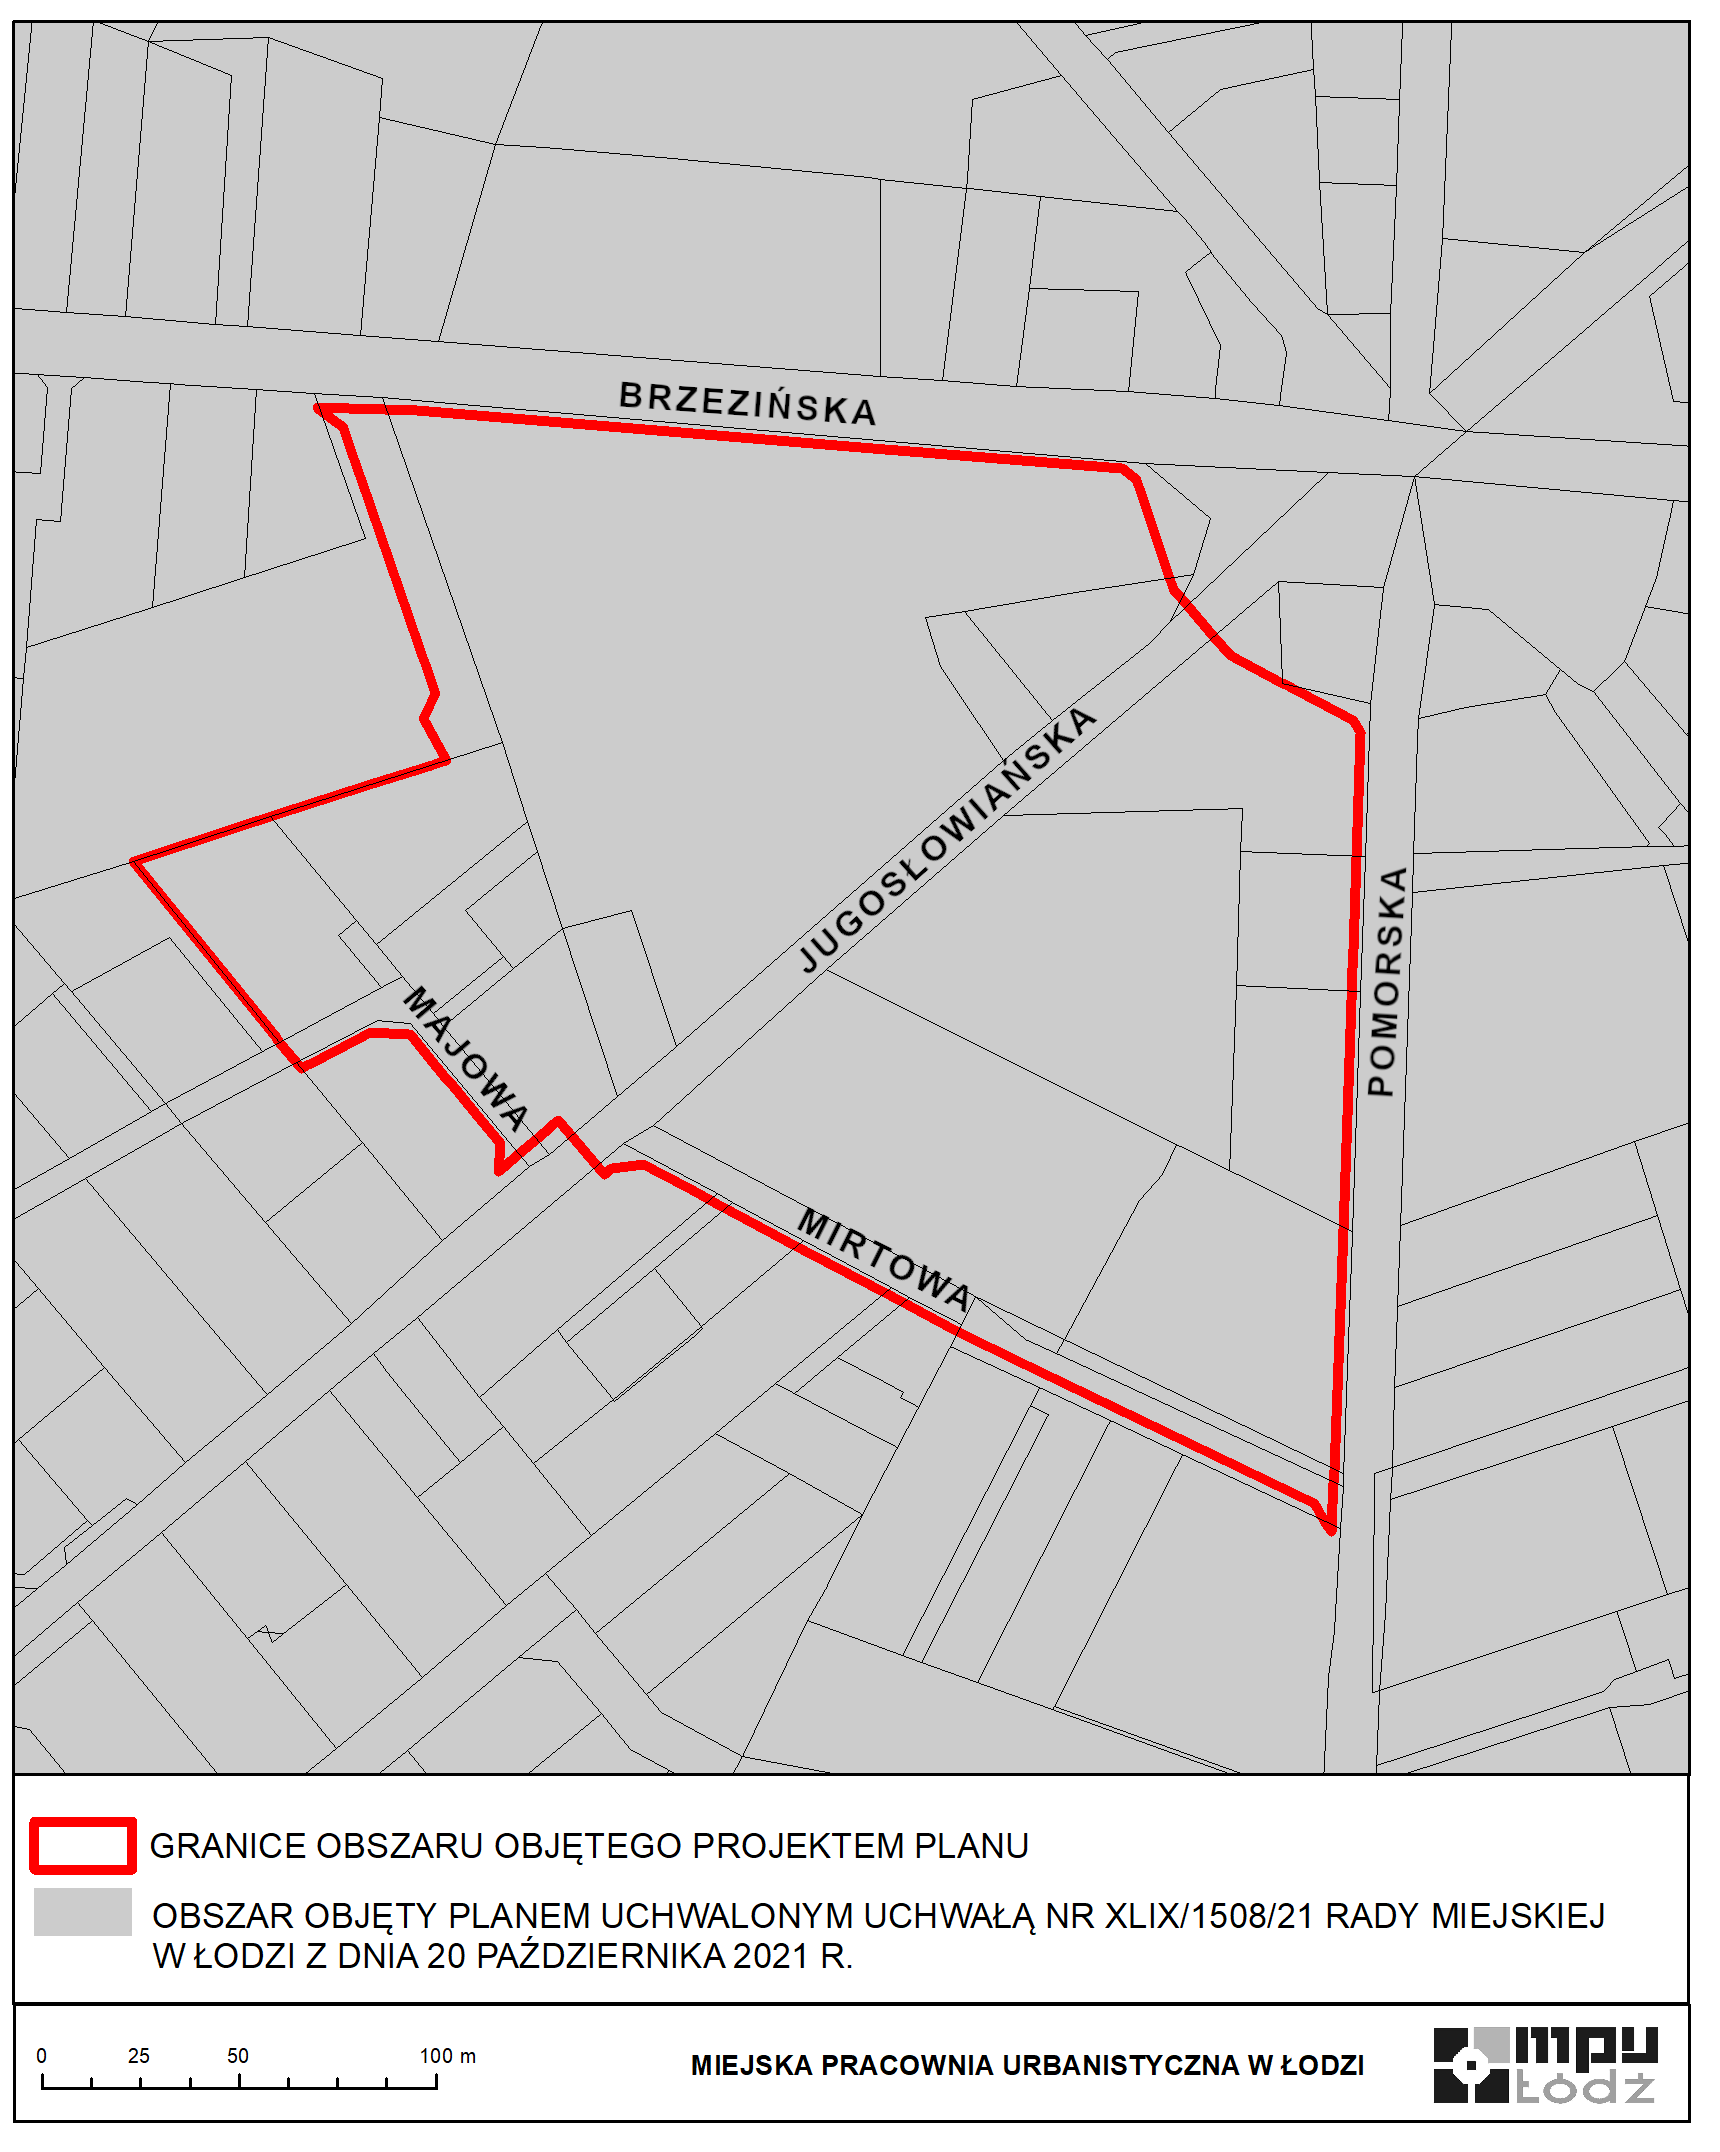 BRZEZIŃSKA
JUGOSŁOWIAŃSKA
POMORSKA
MAJOWA
MIRTOWA
GRANICE OBSZARU OBJĘTEGO PROJEKTEM PLANU
OBSZAR OBJĘTY PLANEM UCHWALONYM UCHWAŁĄ NR XLIX/1508/21 RADY MIEJSKIEJ
W ŁODZI Z DNIA 20 PAŹDZIERNIKA 2021 R.
0 25 50 100 m
MIEJSKA PRACOWNIA URBANISTYCZNA W ŁODZI
mpu
Łódź